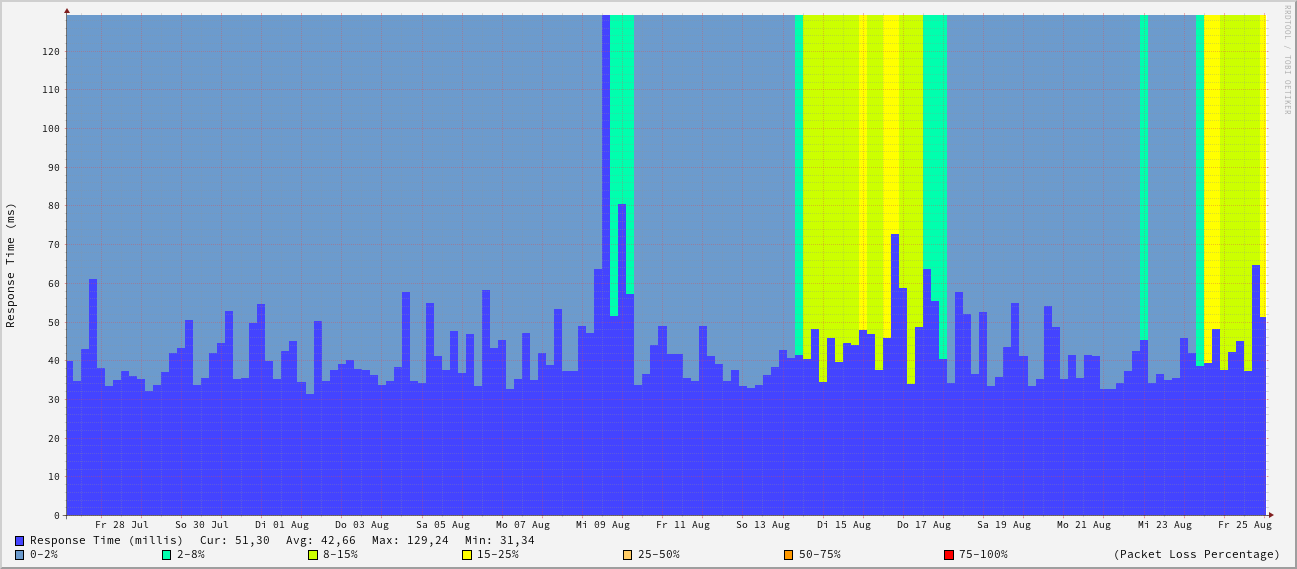 RRDTOOL / TOBI OETIKER
Response Time (ms)
120
110
100
90
80
70
60
50
40
30
20
10
0
Fr 28 Jul So 30 Jul Di 01 Aug Do 03 Aug Sa 05 Aug Mo 07 Aug Mi 09 Aug Fr 11 Aug So 13 Aug Di 15 Aug Do 17 Aug Sa 19 Aug Mo 21 Aug Mi 23 Aug Fr 25 Aug
Response Time (millis) Cur: 51,30 Avg: 42,66 Max: 129,24 Min: 31,34
0-2% 2-8% 8-15% 15-25% 25-50% 50-75% 75-100% (Packet Loss Percentage)